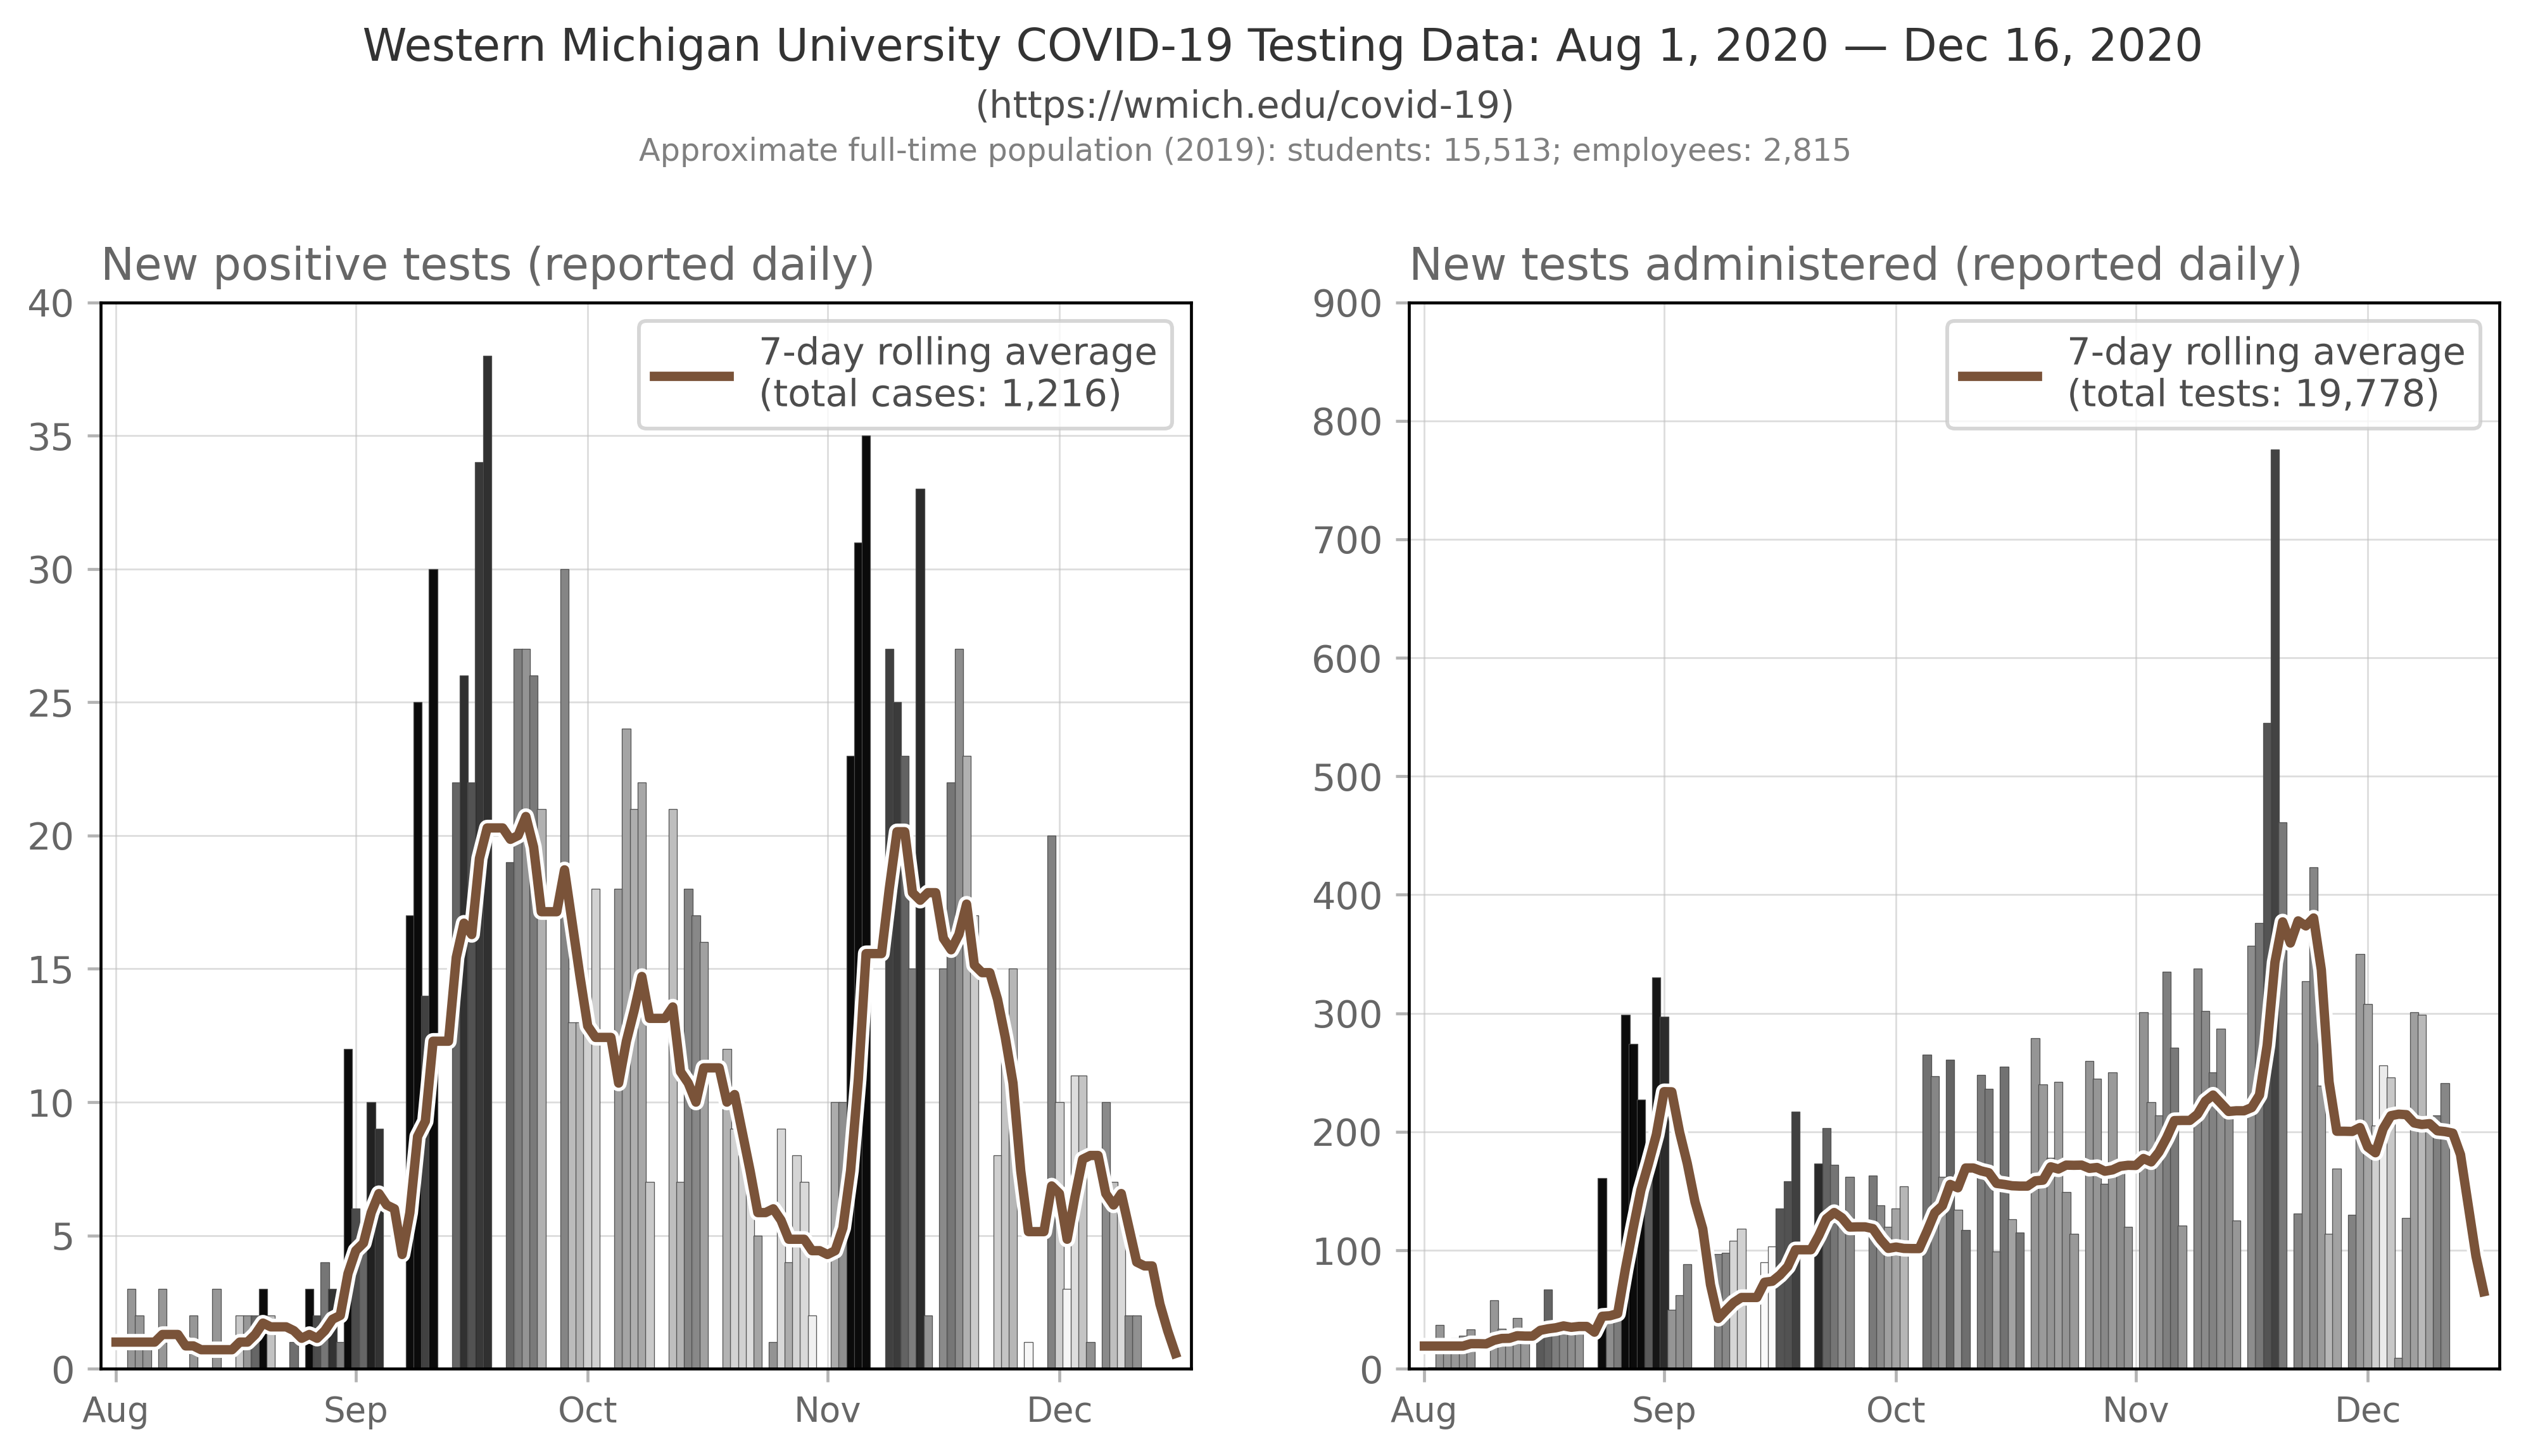 Western Michigan University COVID-19 Testing Data: Aug 1, 2020 — Dec 16, 2020
(https://wmich.edu/covid-19)
Approximate full-time population (2019): students: 15,513; employees: 2,815
New positive tests (reported daily)
40
35
30
25
20
15
10
5
0
Aug
Sep
Oct
Nov
Dec
7-day rolling average
(total cases: 1,216)
New tests administered (reported daily)
900
800
700
600
500
400
300
200
100
0
Aug
Sep
Oct
Nov
Dec
7-day rolling average
(total tests: 19,778)